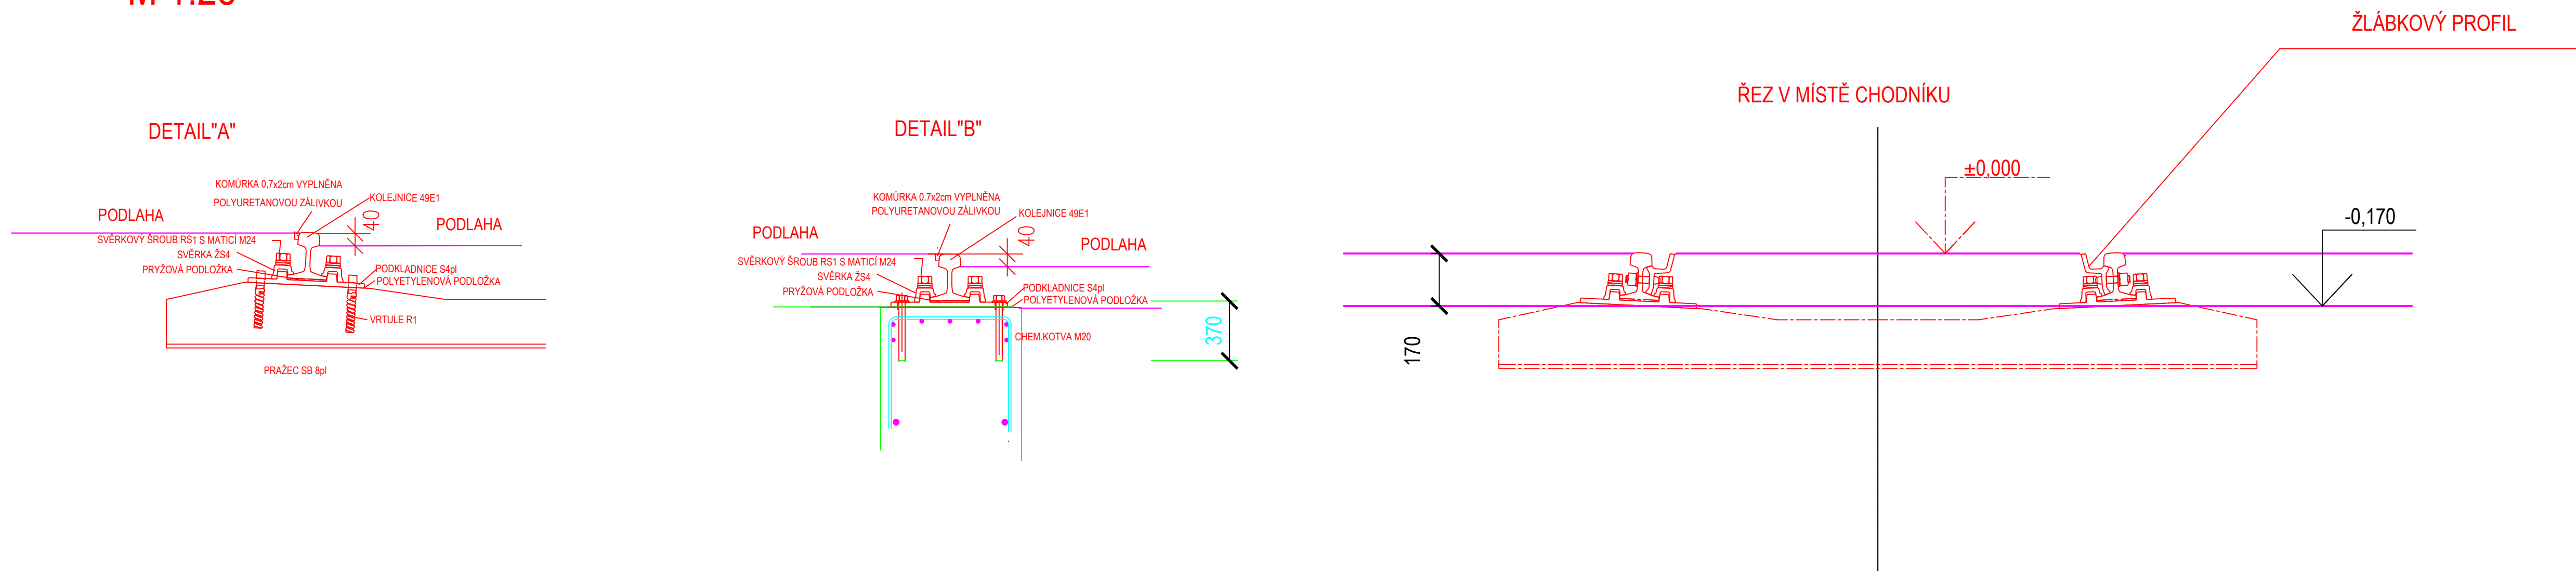 DETAIL"A"
KOMŮRKA 0,7x2cm VYPLNĚNA
POLYURETANOVOU ZÁLIVKOU
KOLEJNICE 49E1
40
PODLAHA
PODLAHA
SVĚRKOVÝ ŠROUB RS1 S MATICÍ M24
SVĚRKA ŽS4
PRYŽOVÁ PODLOŽKA
PODKLADNICE S4pl
POLYETYLENOVÁ PODLOŽKA
VRTULE R1
PRAŽEC SB 8pl
DETAIL"B"
KOMŮRKA 0.7x2cm VYPLNĚNA
POLYURETANOVOU ZÁLIVKOU
KOLEJNICE 49E1
40
PODLAHA
PODLAHA
SVĚRKOVÝ ŠROUB RS1 S MATICÍ M24
SVĚRKA ŽS4
PRYŽOVÁ PODLOŽKA
PODKLADNICE S4pl
POLYETYLENOVÁ PODLOŽKA
CHEM.KOTVA M20
370
ŘEZ V MÍSTĚ CHODNÍKU
ŽLÁBKOVÝ PROFIL
±0,000
-0,170
170